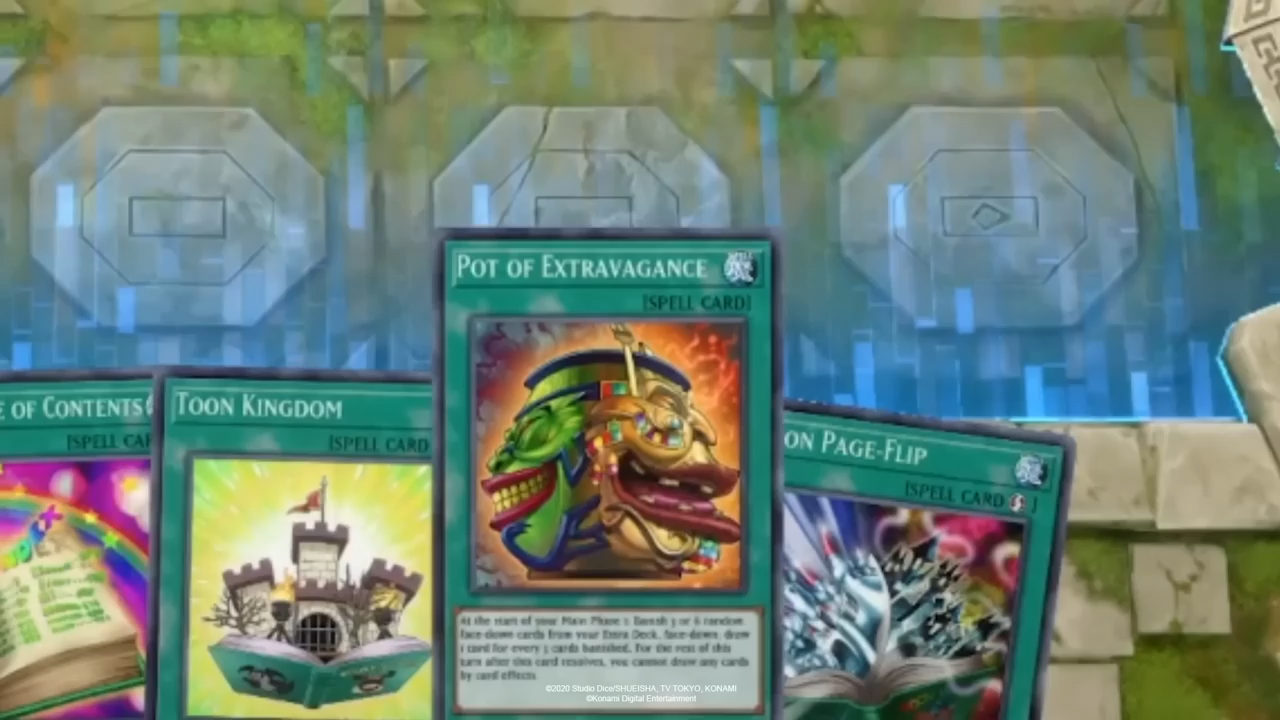 POT OF EXTRAVAGANCE
[SPELL CARD]
E OF CONTENTS
[SPELL CAR
TOON KINGDOM
[SPELL CARD
ON PAGE-FLIP
[SPELL CARD ]
At the start of your Main Phase 1: Banish 3 or 6 random
face-down cards from your Extra Deck, face-down; draw
1 card for every 3 cards banished. For the rest of this
turn after this card resolves, you cannot draw any cards
by card effects.
©2020 Studio Dice/SHUEISHA, TV TOKYO, KONAMI
©Konami Digital Entertainment